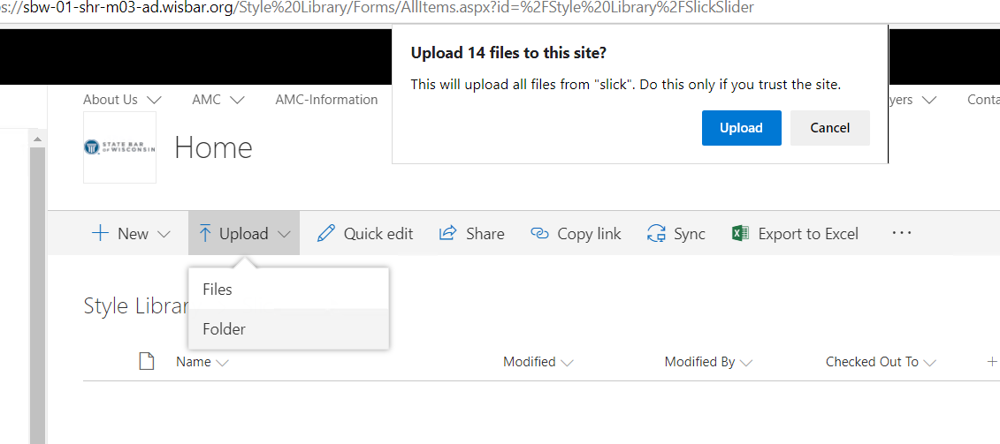 s://sbw-01-shr-m03-ad.wisbar.org/Style%20Library/Forms/AllItems.aspx?id=%2FStyle%20Library%2FSlickSlider
Upload 14 files to this site?
This will upload all files from "slick". Do this only if you trust the site.
Upload Cancel
About Us AMC AMC-Information yers Conta
STATE BAR
OF WISCONSIN
Home
New Upload Quick edit Share Copy link Sync Export to Excel ...
Files
Style Librar
Folder
Name Modified Modified By Checked Out To +